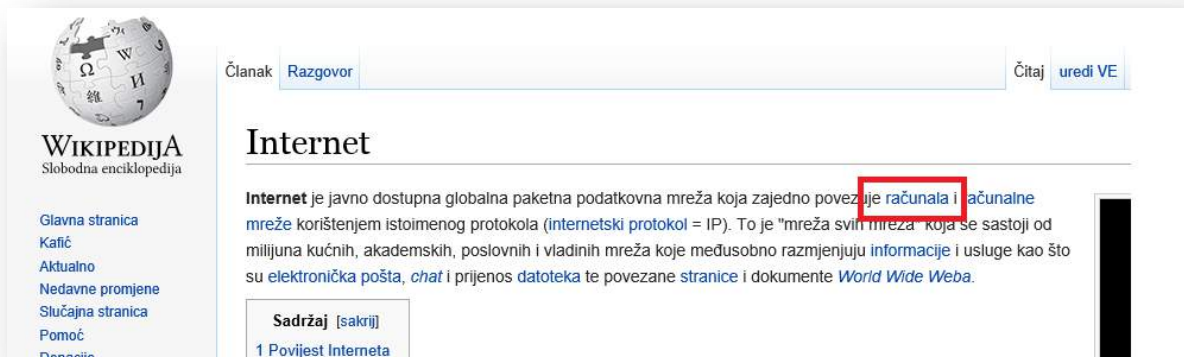 WIKIPEDIJA
Slobodna enciklopedija
Glavna stranica
Kafić
Aktualno
Nedavne promjene
Slučajna stranica
Pomoć
Donacije
Članak Razgovor
Čitaj uredi VE
Internet
Internet je javno dostupna globalna paketna podatkovna mreža koja zajedno povezuje računala i računalne
mreže korištenjem istoimenog protokola (internetski protokol = IP). To je "mreža svih mreža" koja se sastoji od
milijuna kućnih, akademskih, poslovnih i vladinih mreža koje međusobno razmjenjuju informacije i usluge kao što
su elektronička pošta, chat i prijenos datoteka te povezane stranice i dokumente World Wide Weba.
Sadržaj [sakrij]
1 Povijest Interneta